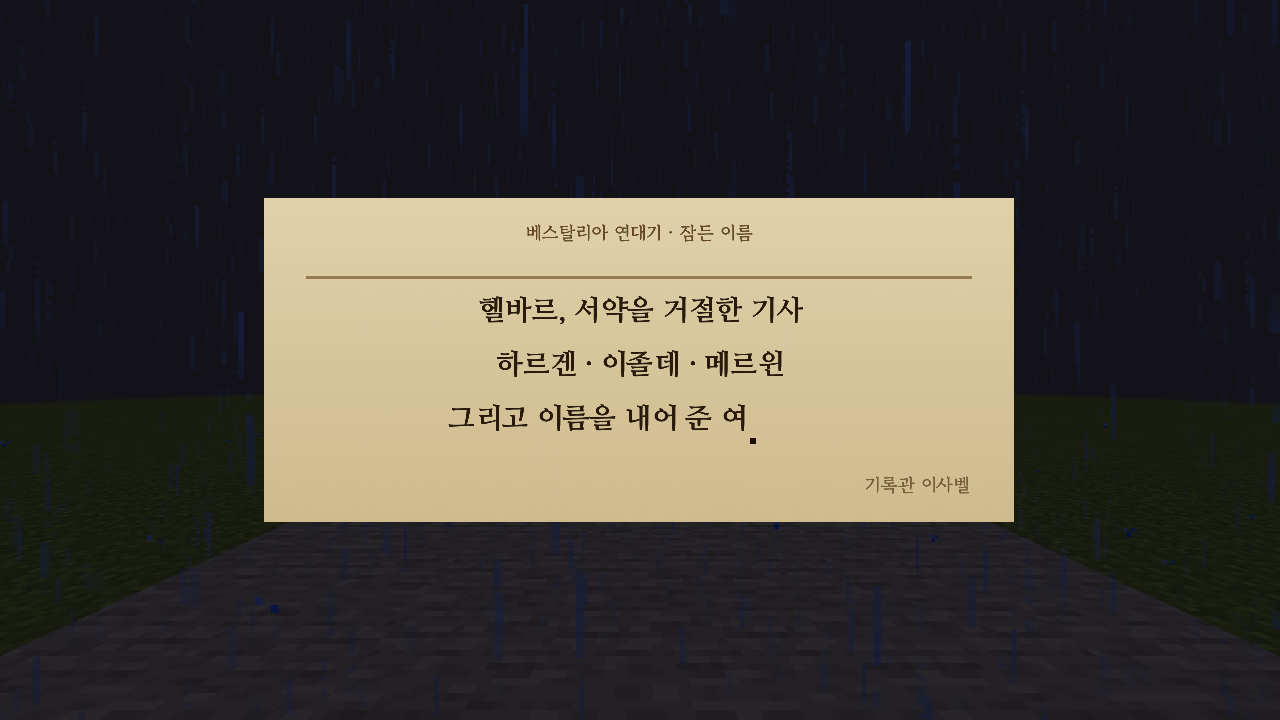 베스탈리아 연대기 · 잠든 이름
헬바르, 서약을 거절한 기사
하르겐 · 이졸데 · 메르윈
그리고 이름을 내어 준 여
기록관 이사벨